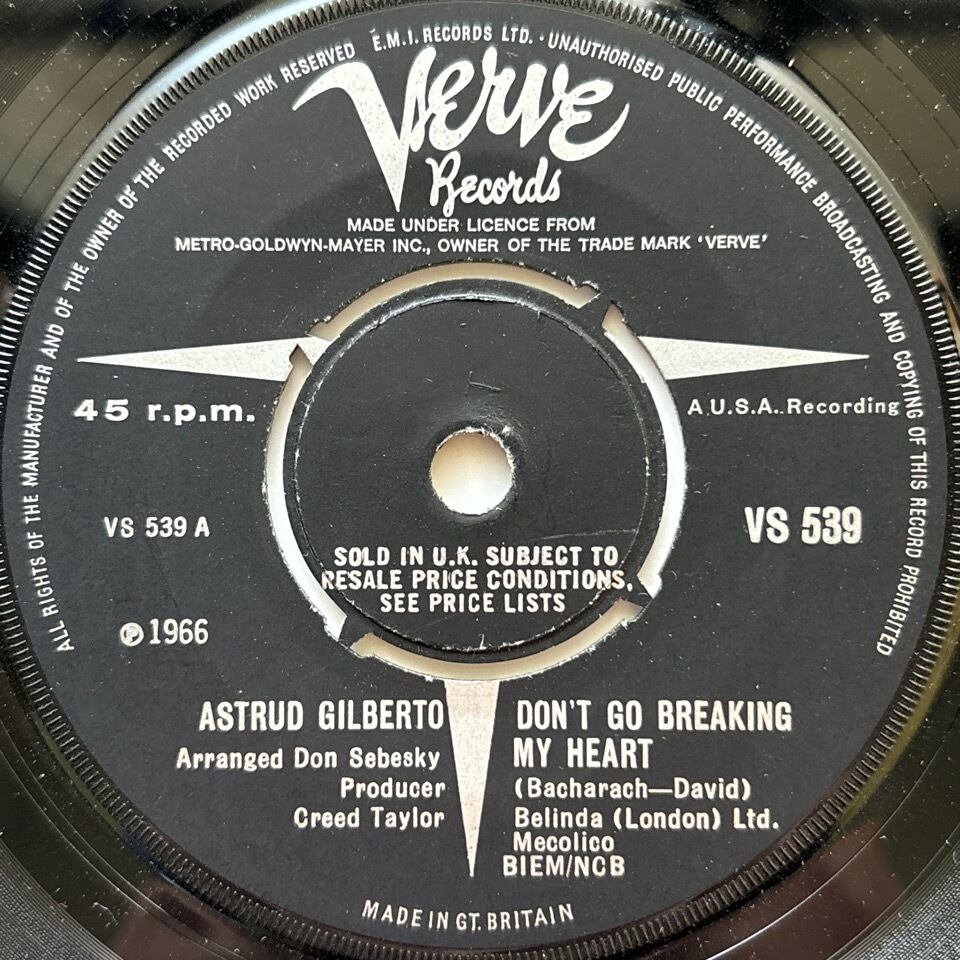 ALL RIGHTS OF THE MANUFACTURER AND OF THE OWNER OF THE RECORDED WORK RESERVED E.M.I. RECORDS LTD. · UNAUTHORISED PUBLIC PERFORMANCE BROADCASTING AND COPYING OF THIS RECORD PROHIBITED
Verve
Records
MADE UNDER LICENCE FROM
METRO-GOLDWYN-MAYER INC., OWNER OF THE TRADE MARK 'VERVE'
45 r.p.m.
A U.S.A. Recording
VS 539 A
VS 539
SOLD IN U.K. SUBJECT TO
RESALE PRICE CONDITIONS,
SEE PRICE LISTS
℗ 1966
ASTRUD GILBERTO
Arranged Don Sebesky
Producer
Creed Taylor
DON'T GO BREAKING
MY HEART
(Bacharach—David)
Belinda (London) Ltd.
Mecolico
BIEM/NCB
MADE IN GT. BRITAIN